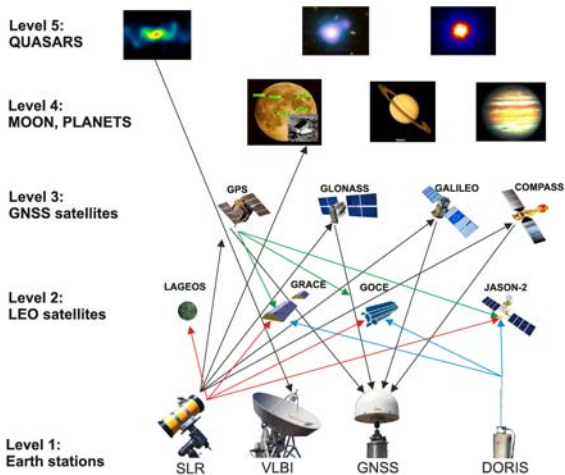 Level 5:
QUASARS
Level 4:
MOON, PLANETS
Level 3:
GNSS satellites
GPS
GLONASS
GALILEO
COMPASS
Level 2:
LEO satellites
LAGEOS
GRACE
GOCE
JASON-2
Level 1:
Earth stations
SLR
VLBI
GNSS
DORIS